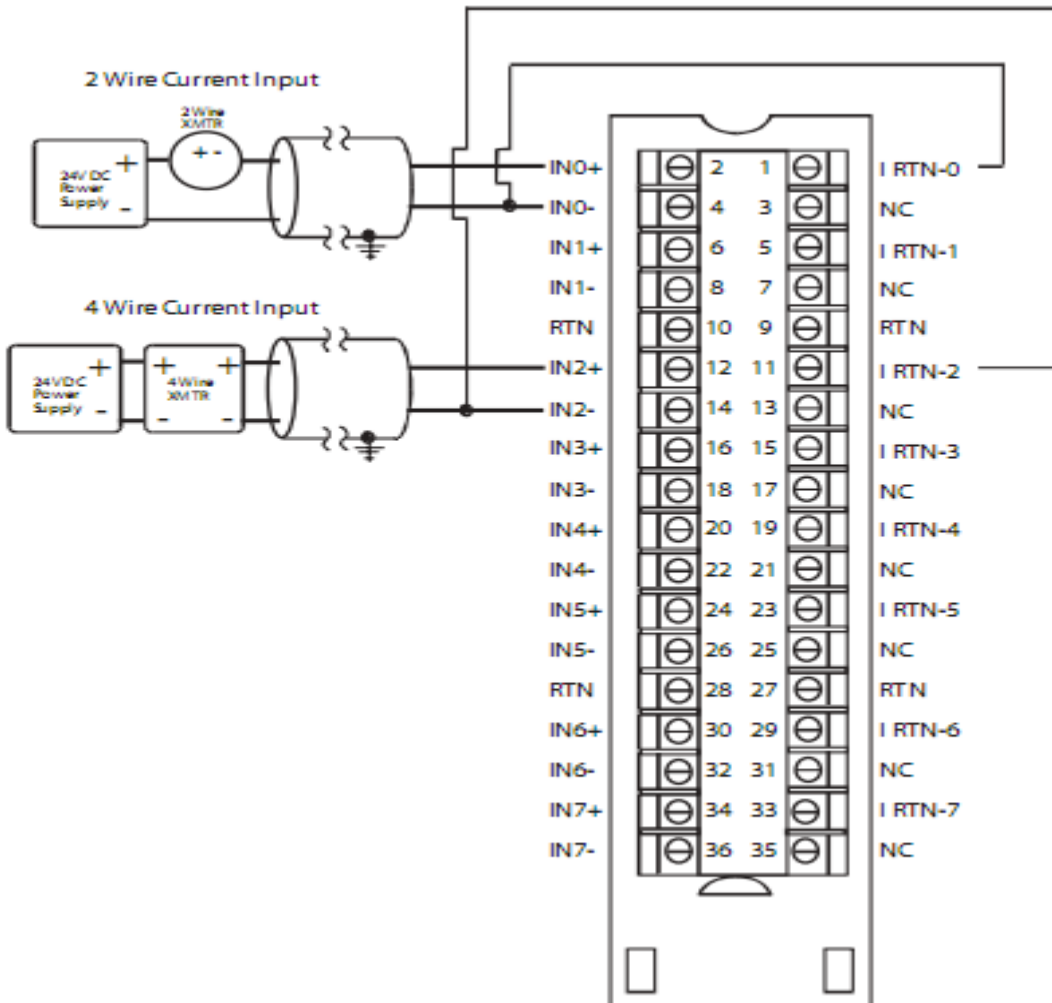 2 Wire Current Input
2 Wire
XMTR
+ -
24V DC
Power
Supply
+
-
4 Wire Current Input
24VDC
Power
Supply
+
-
+ +
4 Wire
XMTR
- -
IN0+ 2 1 I RTN-0
IN0- 4 3 NC
IN1+ 6 5 I RTN-1
IN1- 8 7 NC
RTN 10 9 RTN
IN2+ 12 11 I RTN-2
IN2- 14 13 NC
IN3+ 16 15 I RTN-3
IN3- 18 17 NC
IN4+ 20 19 I RTN-4
IN4- 22 21 NC
IN5+ 24 23 I RTN-5
IN5- 26 25 NC
RTN 28 27 RTN
IN6+ 30 29 I RTN-6
IN6- 32 31 NC
IN7+ 34 33 I RTN-7
IN7- 36 35 NC